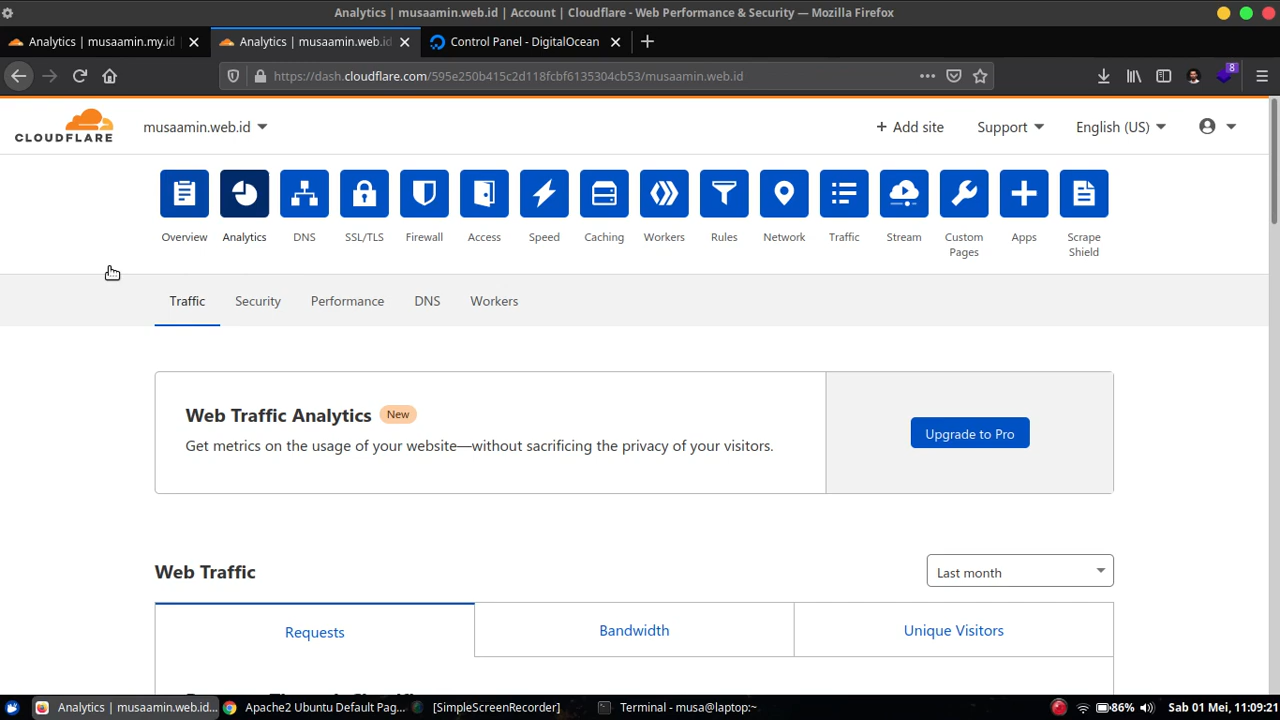 Analytics | musaamin.web.id | Account | Cloudflare - Web Performance & Security — Mozilla Firefox
Analytics | musaamin.my.id
Analytics | musaamin.web.id
Control Panel - DigitalOcean
https://dash.cloudflare.com/595e250b415c2d118fcbf6135304cb53/musaamin.web.id
8
CLOUDFLARE
musaamin.web.id
+ Add site
Support
English (US)
Overview
Analytics
DNS
SSL/TLS
Firewall
Access
Speed
Caching
Workers
Rules
Network
Traffic
Stream
Custom Pages
Apps
Scrape Shield
Traffic
Security
Performance
DNS
Workers
Web Traffic Analytics New
Get metrics on the usage of your website—without sacrificing the privacy of your visitors.
Upgrade to Pro
Web Traffic
Last month
Requests
Bandwidth
Unique Visitors
Analytics | musaamin.web.id...
Apache2 Ubuntu Default Pag...
[SimpleScreenRecorder]
Terminal - musa@laptop:~
86%
Sab 01 Mei, 11:09:21